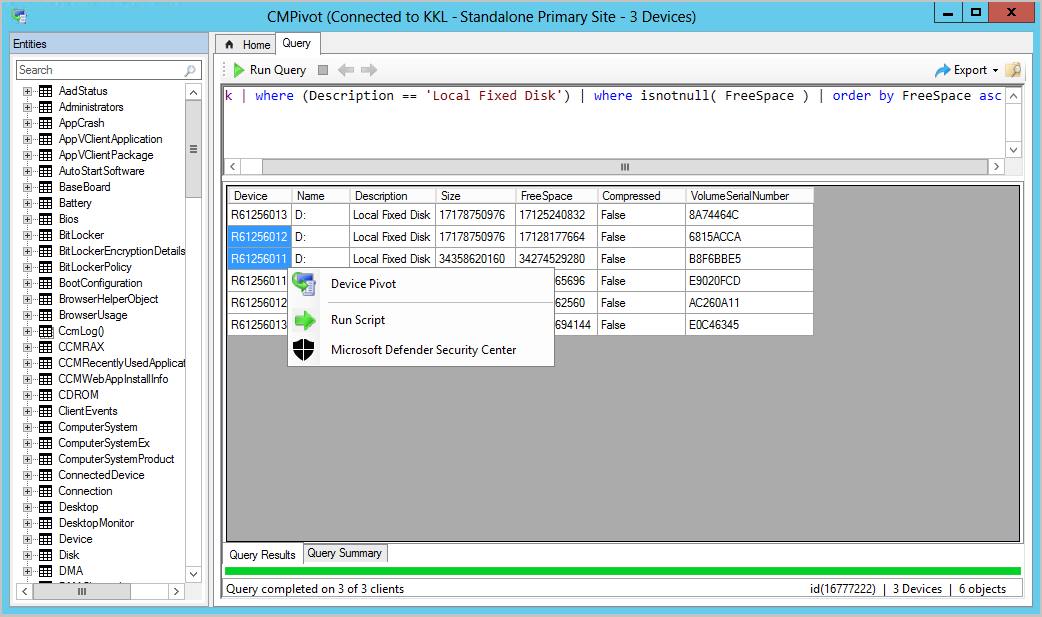 CMPivot (Connected to KKL - Standalone Primary Site - 3 Devices)
Entities
Search
AadStatus
Administrators
AppCrash
AppVClientApplication
AppVClientPackage
AutoStartSoftware
BaseBoard
Battery
Bios
BitLocker
BitLockerEncryptionDetails
BitLockerPolicy
BootConfiguration
BrowserHelperObject
BrowserUsage
CcmLog()
CCMRAX
CCMRecentlyUsedApplicat
CCMWebAppInstallInfo
CDROM
ClientEvents
ComputerSystem
ComputerSystemEx
ComputerSystemProduct
ConnectedDevice
Connection
Desktop
DesktopMonitor
Device
Disk
DMA
Home Query
Run Query Export
k | where (Description == 'Local Fixed Disk') | where isnotnull( FreeSpace ) | order by FreeSpace asc
Device Name Description Size FreeSpace Compressed VolumeSerialNumber
R61256013 D: Local Fixed Disk 17178750976 17125240832 False 8A74464C
R61256012 D: Local Fixed Disk 17178750976 17128177664 False 6815ACCA
R61256011 D: Local Fixed Disk 34358620160 34274529280 False B8F6BBE5
R61256011 65696 False E9020FCD
R61256012 62560 False AC260A11
R61256013 694144 False E0C46345
Device Pivot
Run Script
Microsoft Defender Security Center
Query Results Query Summary
Query completed on 3 of 3 clients id(16777222) | 3 Devices | 6 objects